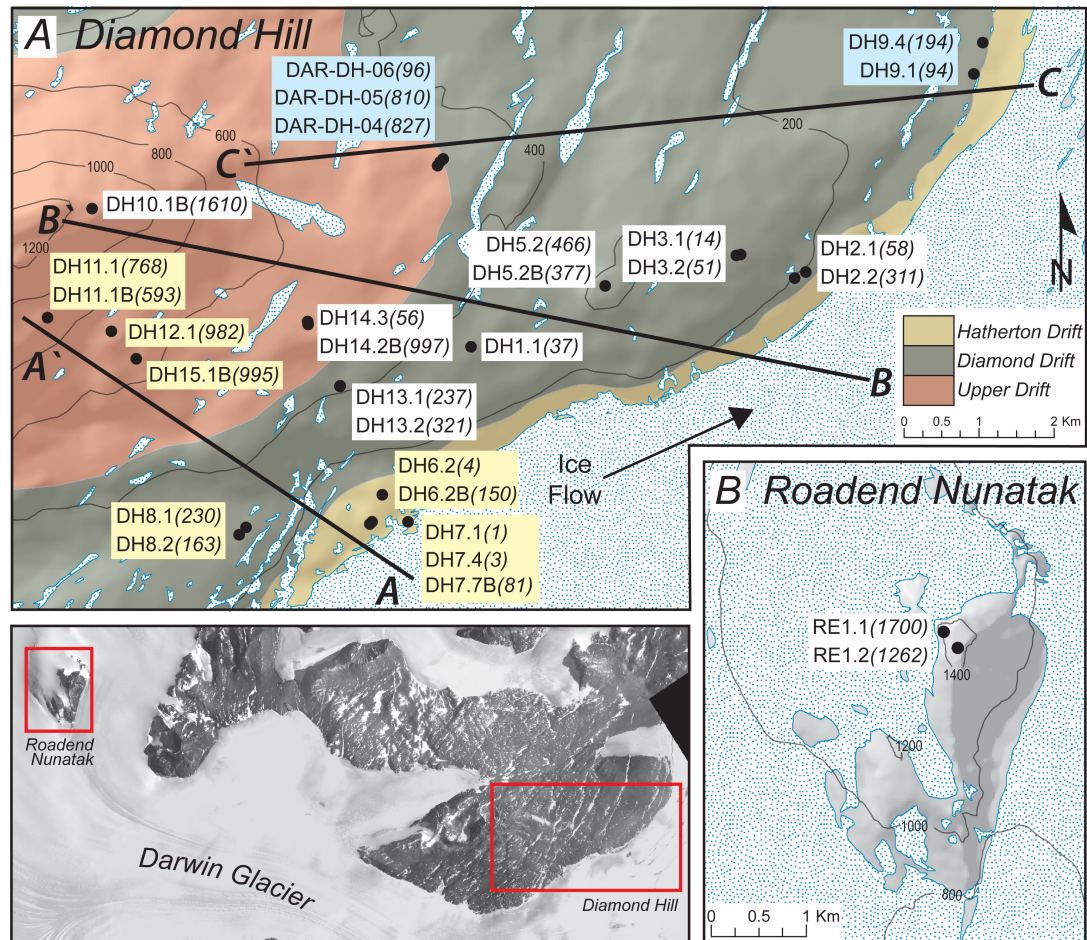 A Diamond Hill
DAR-DH-06(96)
DAR-DH-05(810)
DAR-DH-04(827)
DH9.4(194)
DH9.1(94)
C
C`
600
800
1000
1200
400
200
B`
DH10.1B(1610)
DH11.1(768)
DH11.1B(593)
DH12.1(982)
DH15.1B(995)
A`
DH5.2(466)
DH5.2B(377)
DH3.1(14)
DH3.2(51)
DH2.1(58)
DH2.2(311)
N
DH14.3(56)
DH14.2B(997)
DH1.1(37)
DH13.1(237)
DH13.2(321)
B
Hatherton Drift
Diamond Drift
Upper Drift
0 0.5 1 2 Km
Ice
Flow
DH6.2(4)
DH6.2B(150)
DH8.1(230)
DH8.2(163)
DH7.1(1)
DH7.4(3)
DH7.7B(81)
A
B Roadend Nunatak
RE1.1(1700)
RE1.2(1262)
1400
1200
1000
800
0 0.5 1 Km
Roadend
Nunatak
Darwin Glacier
Diamond Hill